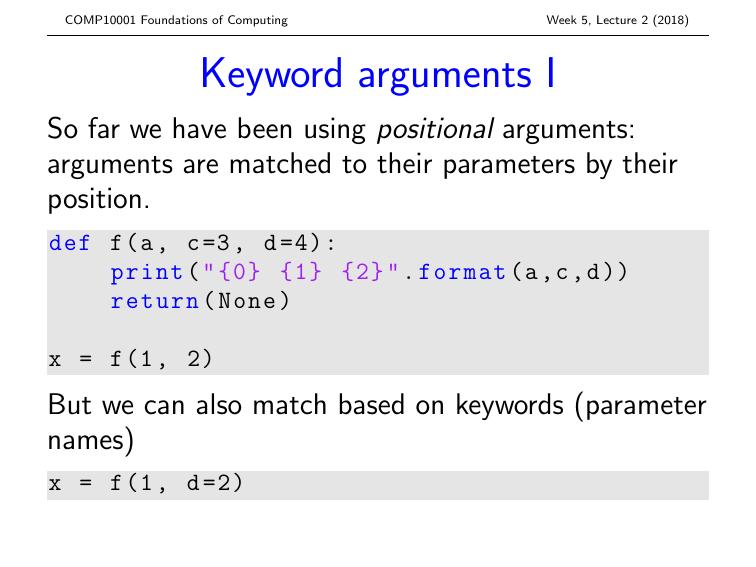 COMP10001 Foundations of Computing Week 5, Lecture 2 (2018)
Keyword arguments I
So far we have been using positional arguments:
arguments are matched to their parameters by their
position.
def f(a, c=3, d=4):
    print("{0} {1} {2}".format(a,c,d))
    return(None)

x = f(1, 2)
But we can also match based on keywords (parameter
names)
x = f(1, d=2)